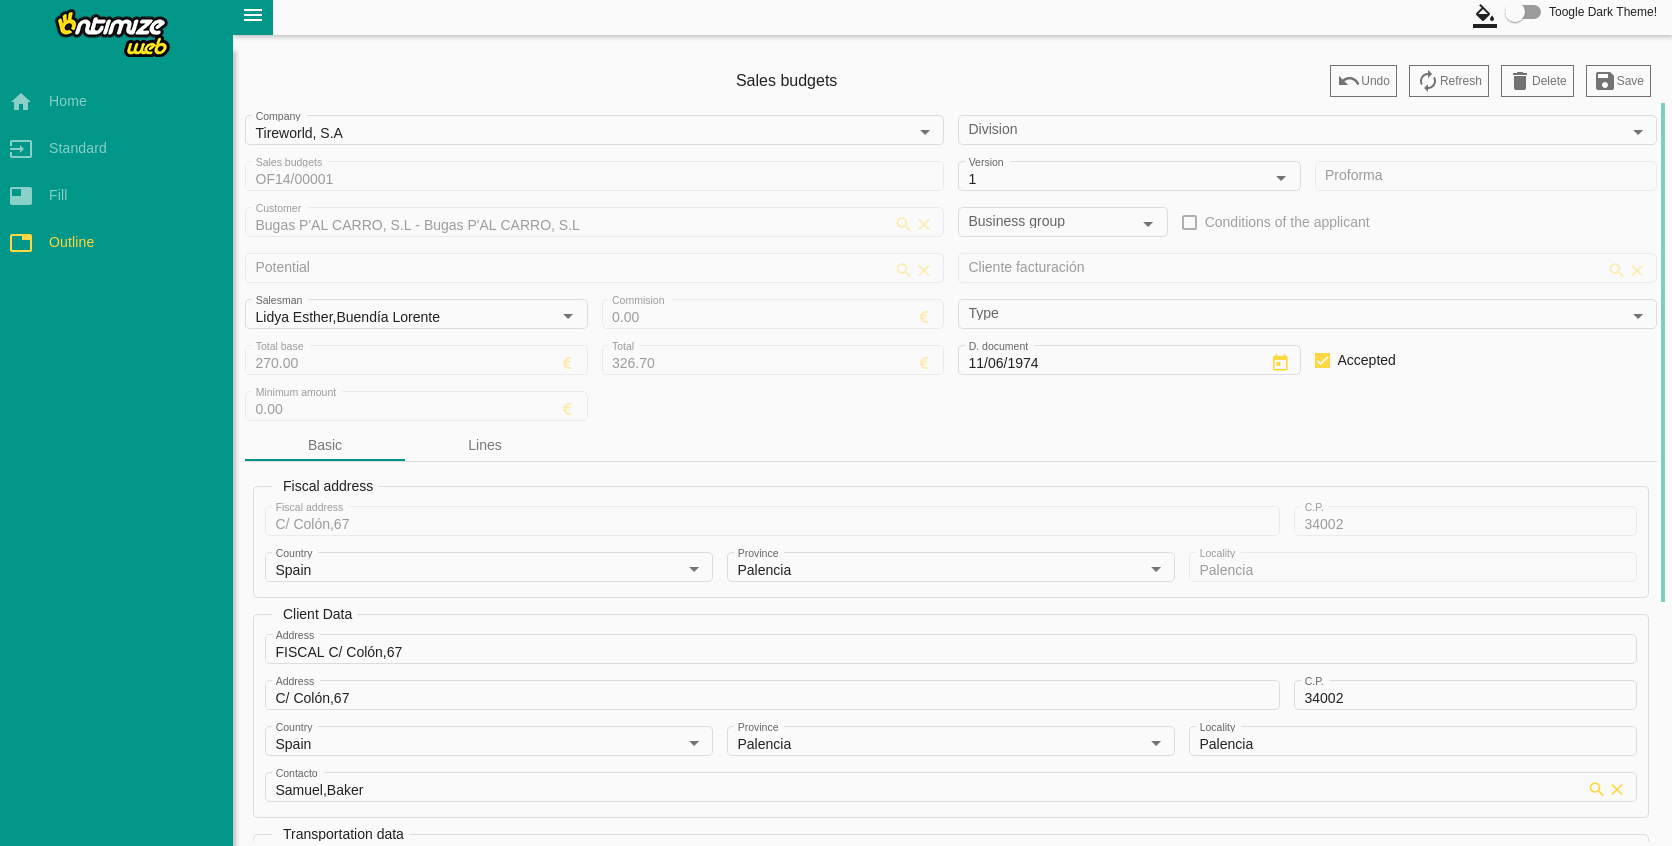 Ontimize
web
Toogle Dark Theme!
Home
Standard
Fill
Outline
Sales budgets
Undo
Refresh
Delete
Save
Company
Tireworld, S.A
Division
Sales budgets
OF14/00001
Version
1
Proforma
Customer
Bugas P'AL CARRO, S.L - Bugas P'AL CARRO, S.L
Business group
Conditions of the applicant
Potential
Cliente facturación
Salesman
Lidya Esther,Buendía Lorente
Commision
0.00 €
Type
Total base
270.00 €
Total
326.70 €
D. document
11/06/1974
Accepted
Minimum amount
0.00 €
Basic
Lines
Fiscal address
Fiscal address
C/ Colón,67
C.P.
34002
Country
Spain
Province
Palencia
Locality
Palencia
Client Data
Address
FISCAL C/ Colón,67
Address
C/ Colón,67
C.P.
34002
Country
Spain
Province
Palencia
Locality
Palencia
Contacto
Samuel,Baker
Transportation data